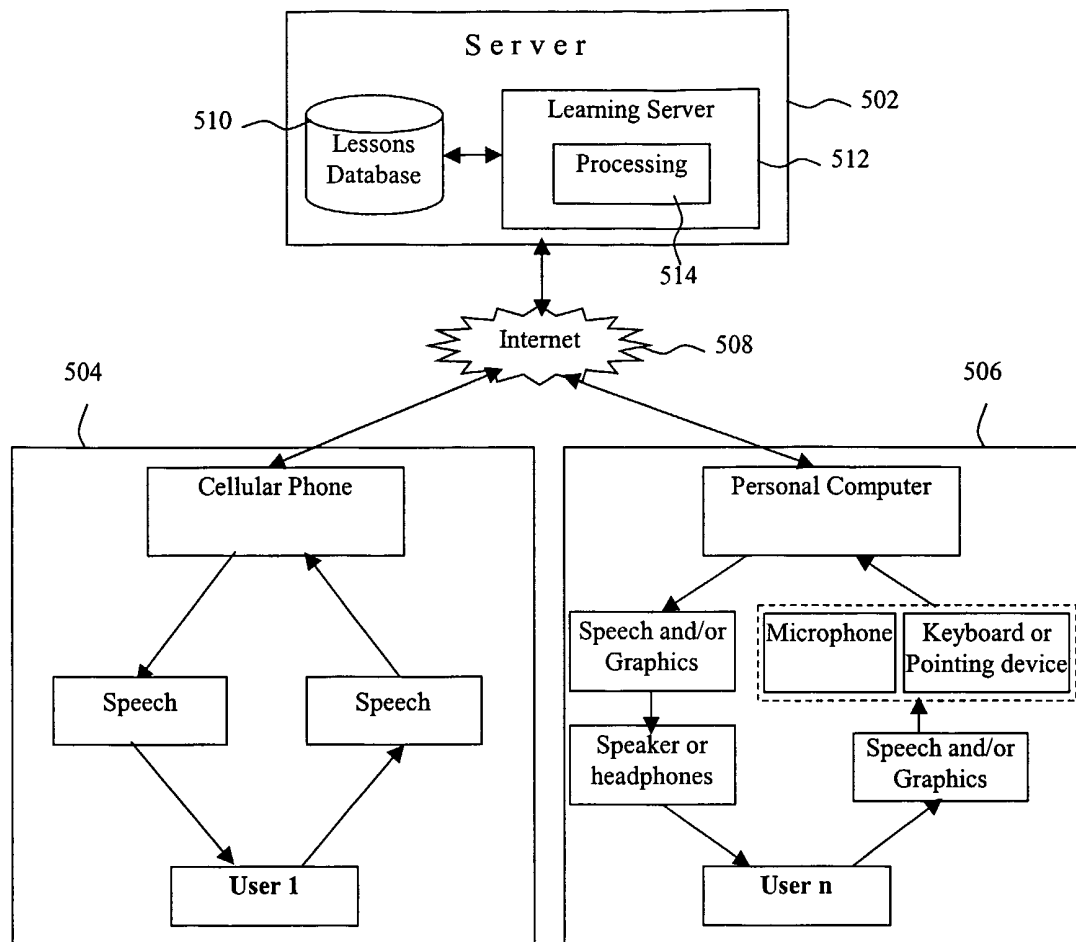 Server
502
510
Learning Server
Lessons
Database
Processing
512
514
Internet
508
504
506
Cellular Phone
Speech
Speech
User 1
Personal Computer
Speech and/or
Graphics
Microphone
Keyboard or
Pointing device
Speaker or
headphones
Speech and/or
Graphics
User n